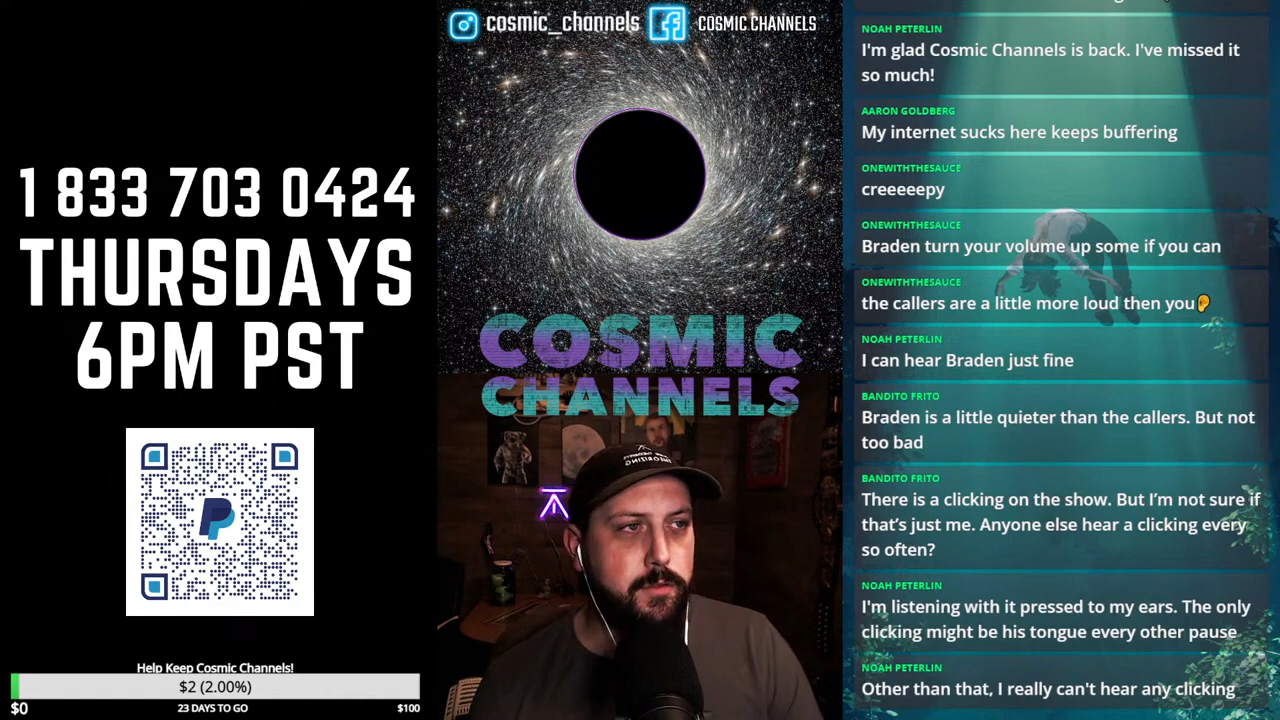 1 833 703 0424
THURSDAYS
6PM PST
Help Keep Cosmic Channels!
$2 (2.00%)
$0
23 DAYS TO GO
$100
cosmic_channels
COSMIC CHANNELS
COSMIC
CHANNELS
NOAH PETERLIN
I'm glad Cosmic Channels is back. I've missed it
so much!
AARON GOLDBERG
My internet sucks here keeps buffering
ONEWITHTHESAUCE
creeeeepy
ONEWITHTHESAUCE
Braden turn your volume up some if you can
ONEWITHTHESAUCE
the callers are a little more loud then you👂
NOAH PETERLIN
I can hear Braden just fine
BANDITO FRITO
Braden is a little quieter than the callers. But not
too bad
BANDITO FRITO
There is a clicking on the show. But I’m not sure if
that’s just me. Anyone else hear a clicking every
so often?
NOAH PETERLIN
I'm listening with it pressed to my ears. The only
clicking might be his tongue every other pause
NOAH PETERLIN
Other than that, I really can't hear any clicking